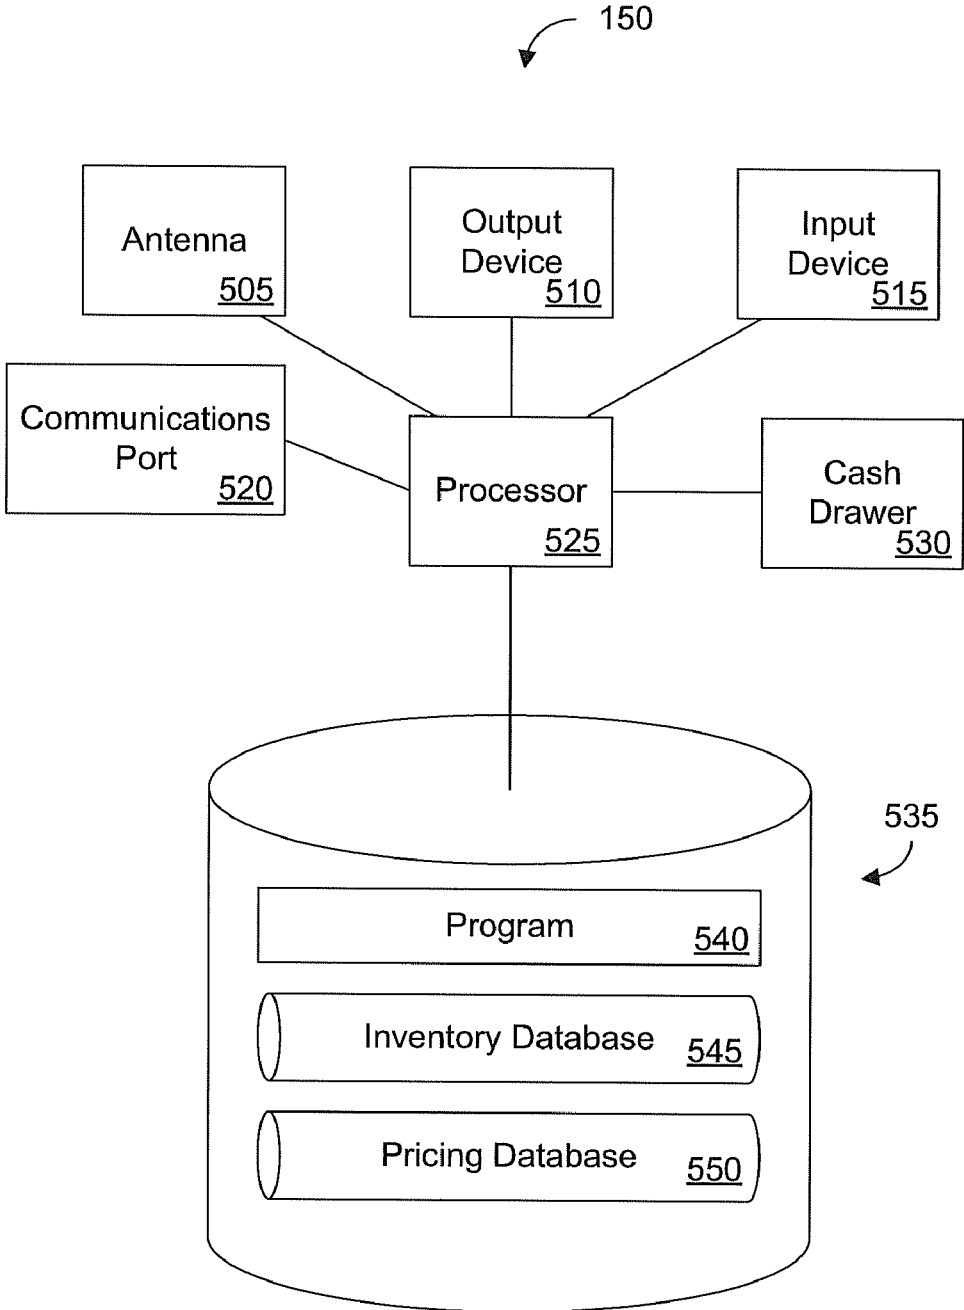 150
Antenna
505
Output
Device
510
Input
Device
515
Communications
Port
520
Processor
525
Cash
Drawer
530
535
Program
540
Inventory Database
545
Pricing Database
550